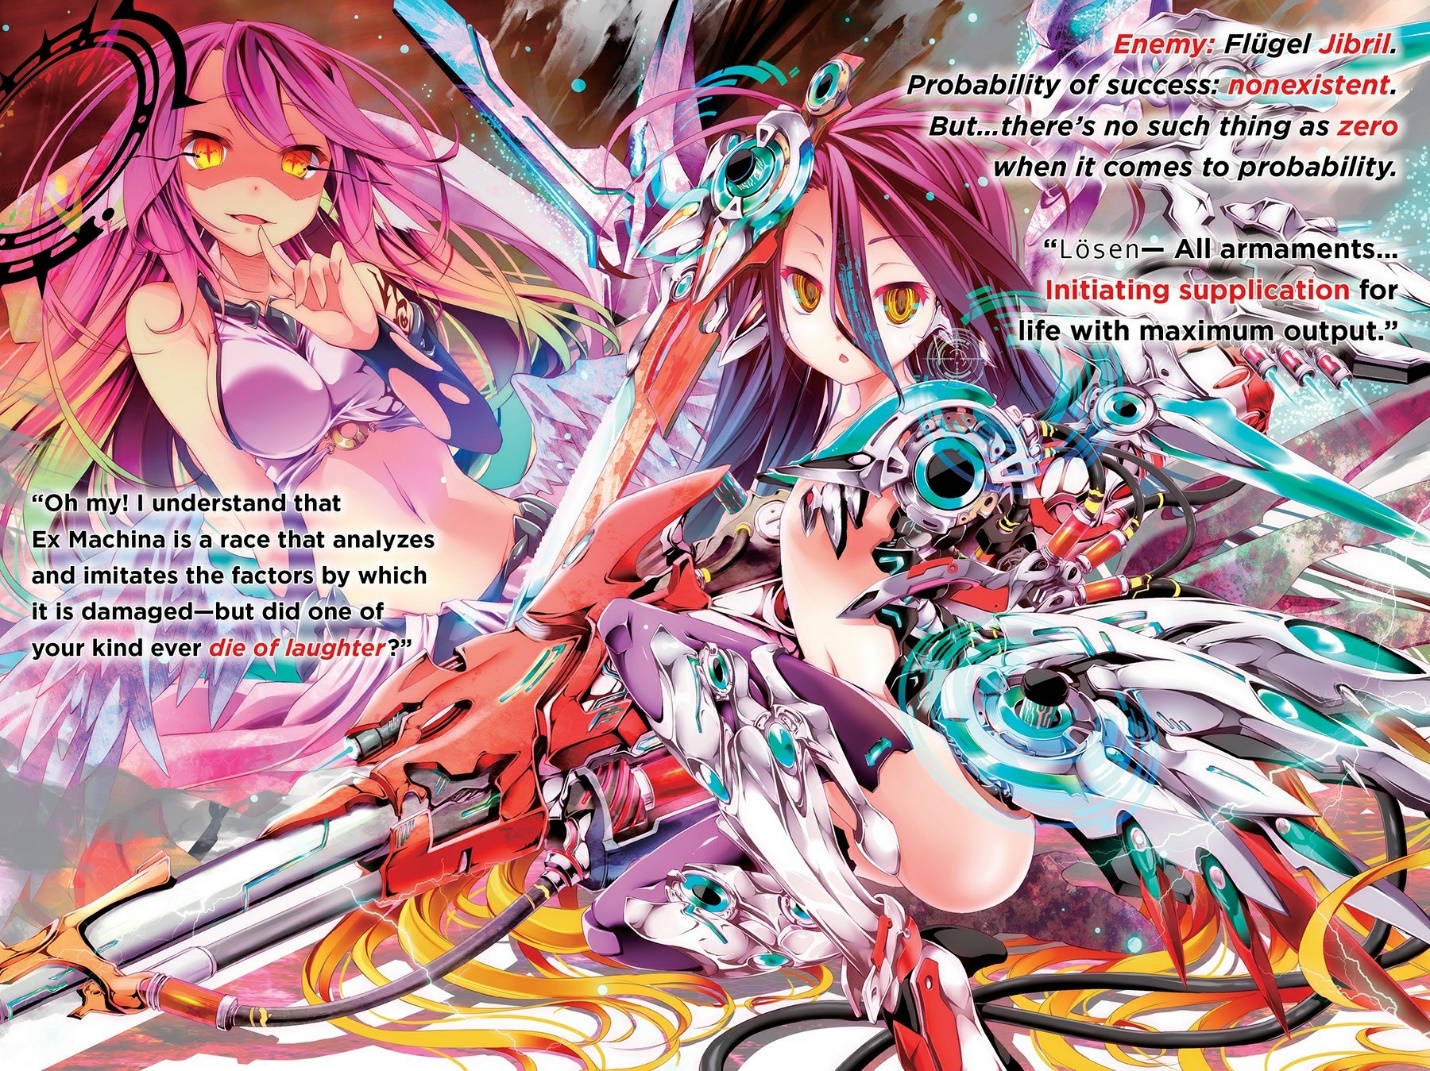 Enemy: Flügel Jibril.
Probability of success: nonexistent.
But...there's no such thing as zero
when it comes to probability.
“Lösen— All armaments...
Initiating supplication for
life with maximum output.”
“Oh my! I understand that
Ex Machina is a race that analyzes
and imitates the factors by which
it is damaged—but did one of
your kind ever die of laughter?”